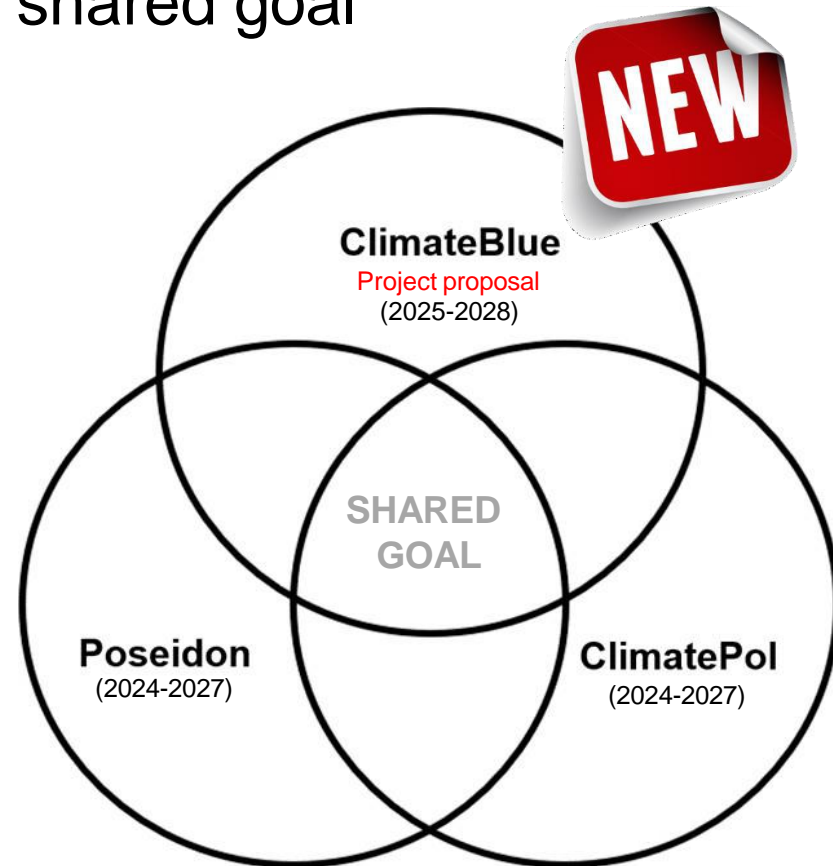 shared goal
NEW
ClimateBlue
Project proposal
(2025-2028)
SHARED
GOAL
Poseidon
(2024-2027)
ClimatePol
(2024-2027)